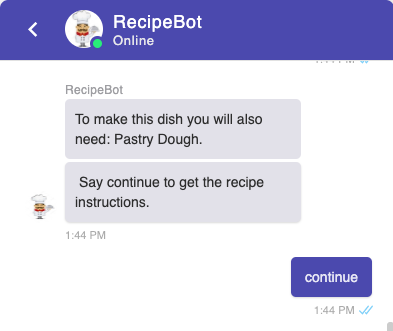 RecipeBot
Online
RecipeBot
To make this dish you will also
need: Pastry Dough.
Say continue to get the recipe
instructions.
1:44 PM
continue
1:44 PM